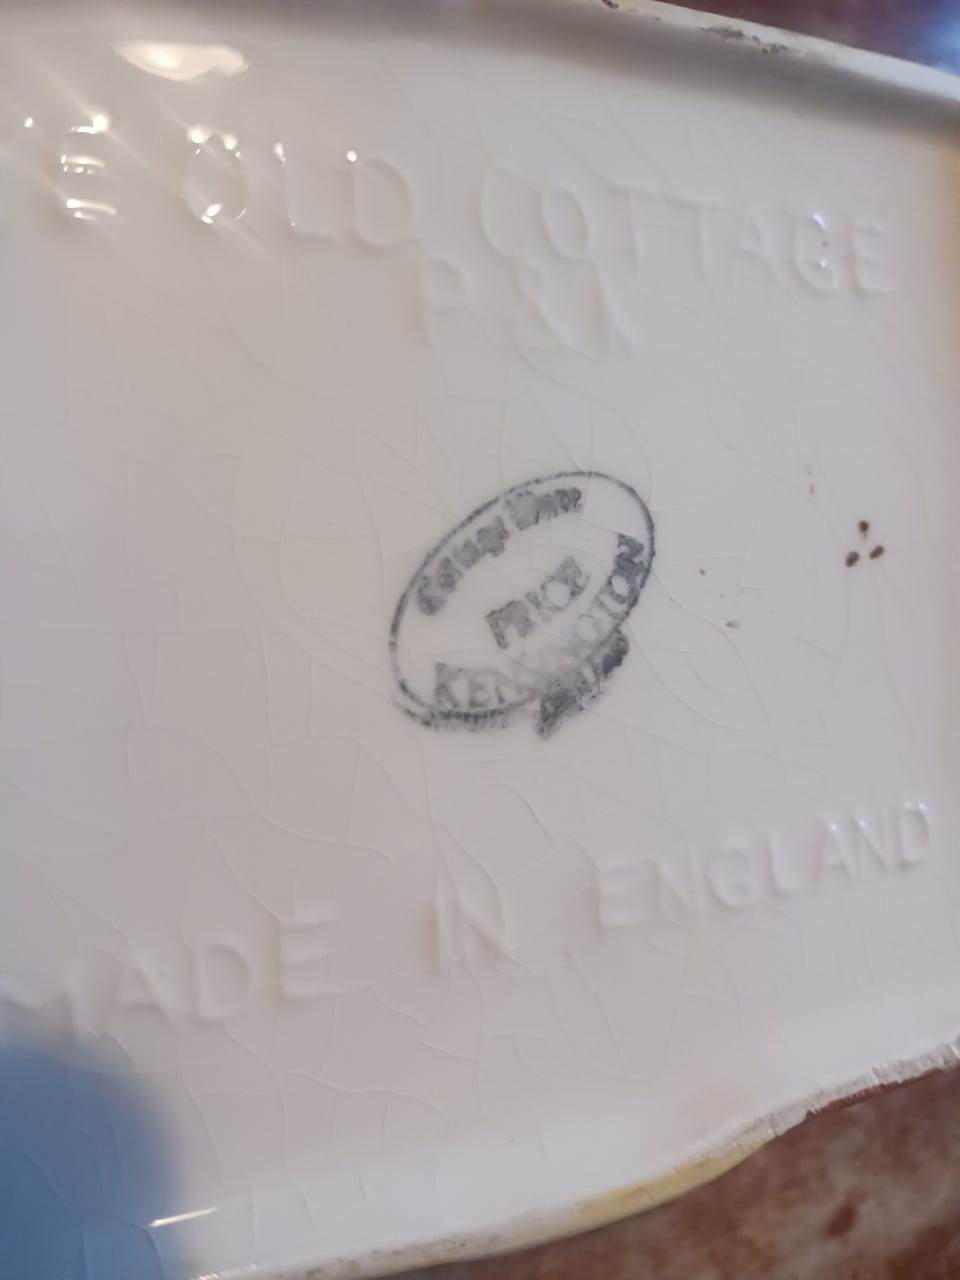 E OLD COTTAGE
Cottage Ware
PRICE
KENSINGTON
MADE IN ENGLAND